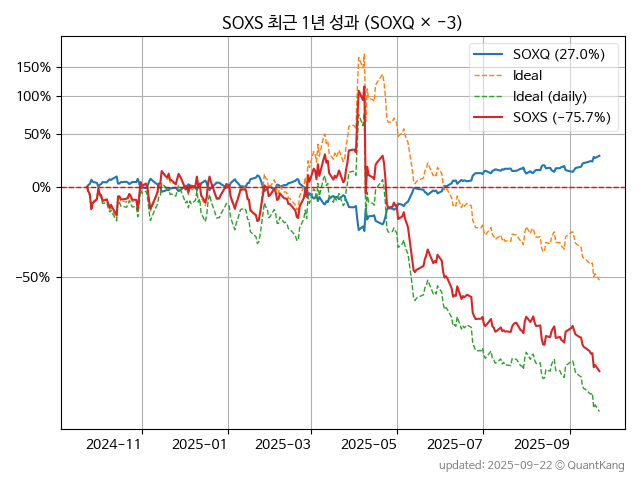 SOXS 최근 1년 성과 (SOXQ × −3)
SOXQ (27.0%)
Ideal
Ideal (daily)
SOXS (−75.7%)
150%
100%
50%
0%
−50%
2024-11 2025-01 2025-03 2025-05 2025-07 2025-09
updated: 2025-09-22 © QuantKang